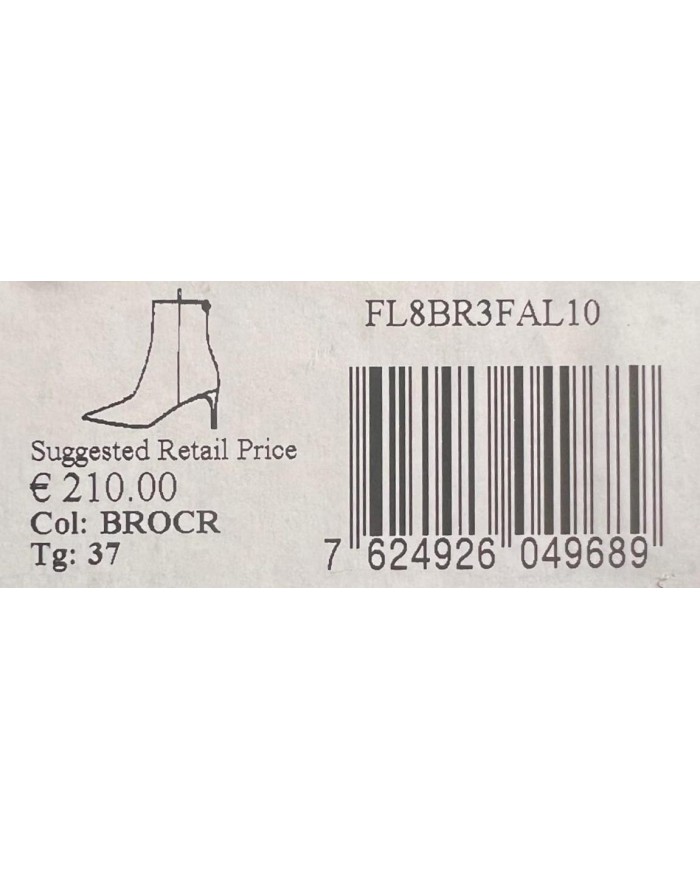 FL8BR3FAL10
Suggested Retail Price
€ 210.00
Col: BROCR
Tg: 37
7 624926 049689